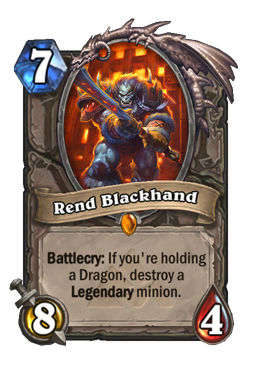 7
Rend Blackhand
Battlecry: If you're holding
a Dragon, destroy a
Legendary minion.
8
4